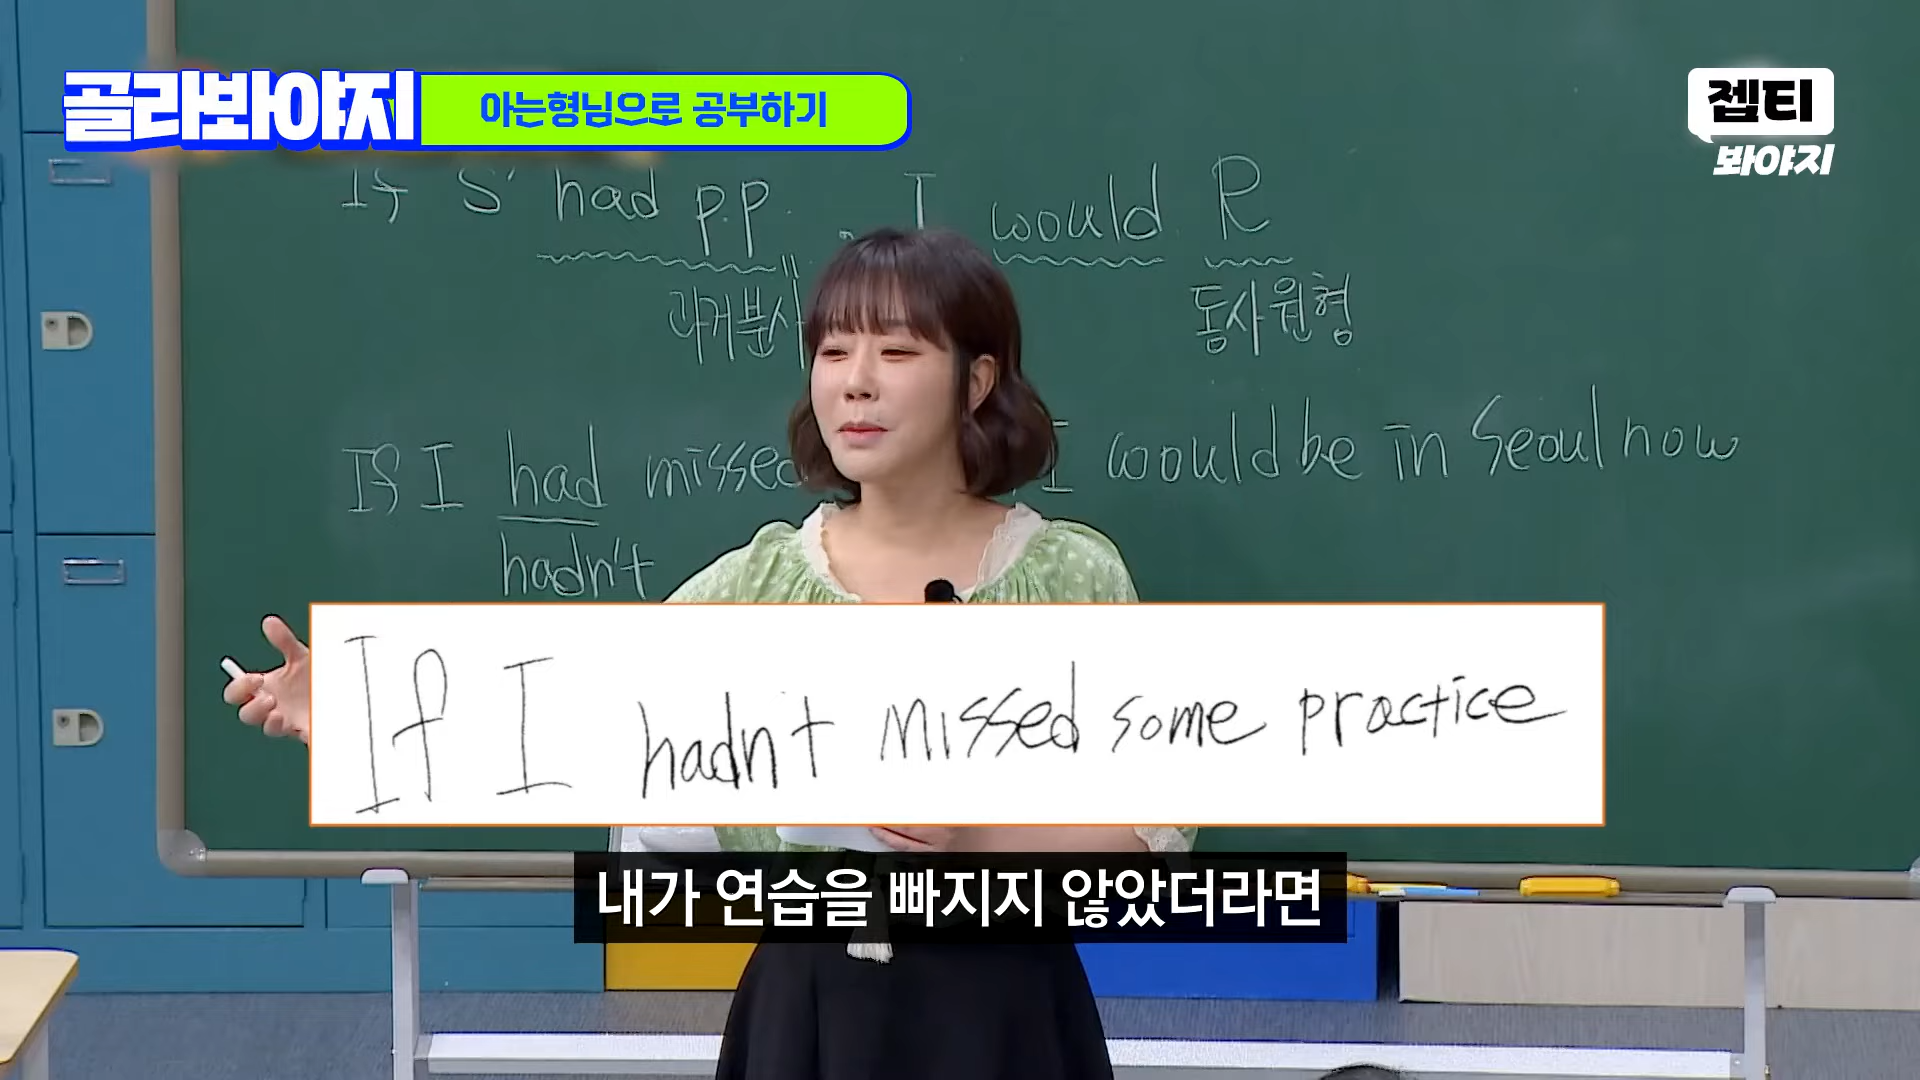 골라봐야지 아는형님으로 공부하기
젭티
봐야지
If S' had p.p. , I would R
과거분사 동사원형
If I had missed , I would be in Seoul now
hadn't
If I hadn't missed some practice
내가 연습을 빠지지 않았더라면